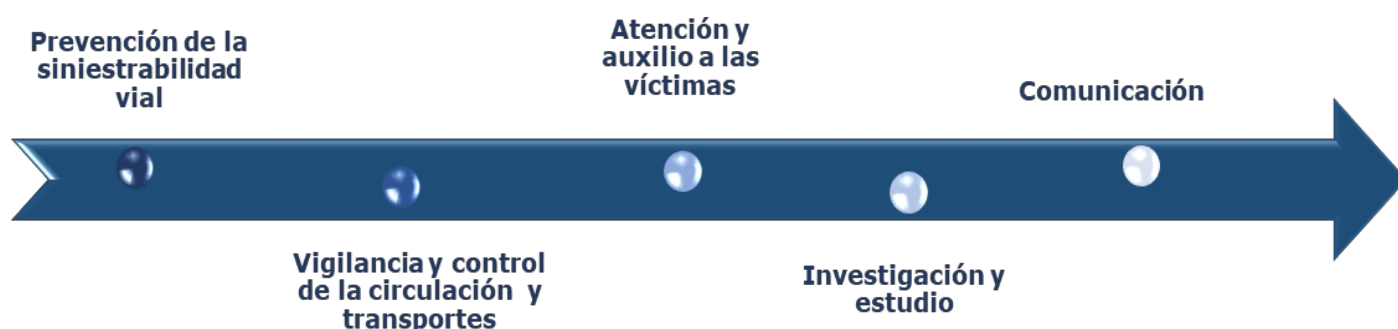 Prevención de la
siniestrabilidad
vial
Vigilancia y control
de la circulación y
transportes
Atención y
auxilio a las
víctimas
Investigación y
estudio
Comunicación